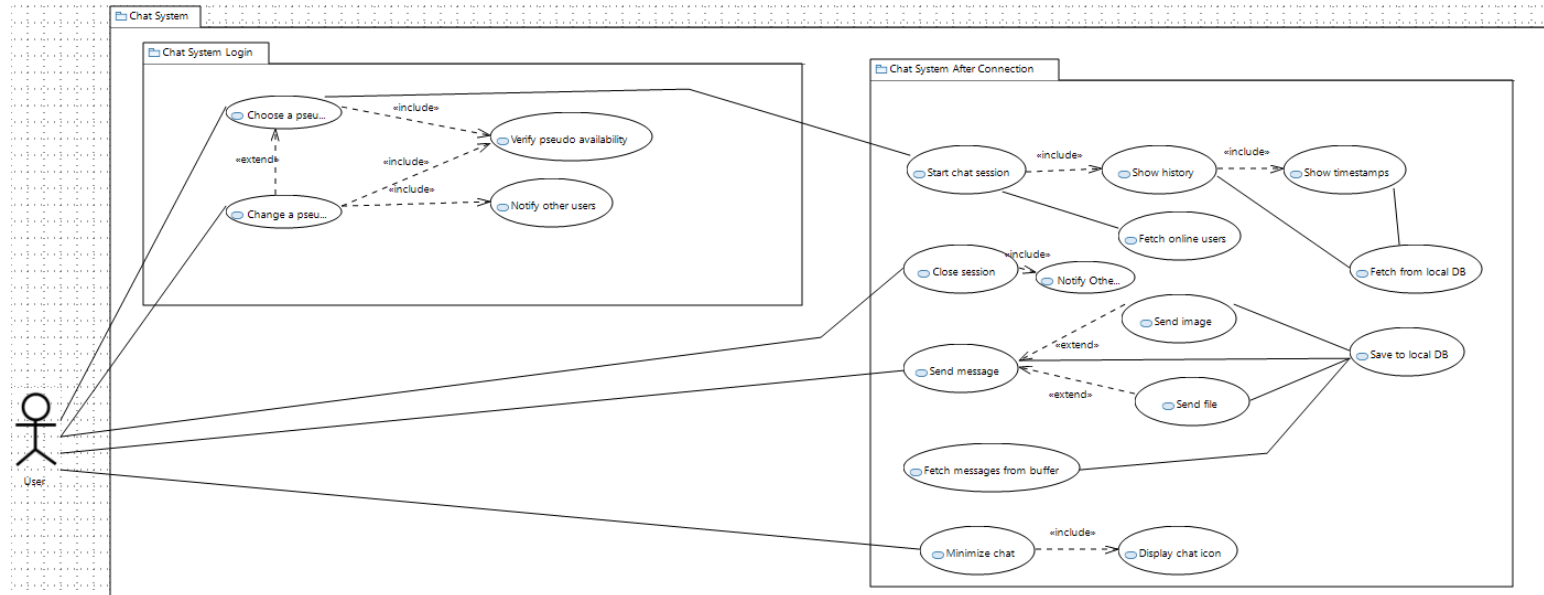 Chat System
Chat System Login
Choose a pseu...
«include»
Verify pseudo availability
«extend»
«include»
«include»
Change a pseu...
Notify other users
Chat System After Connection
Start chat session
«include»
Show history
«include»
Show timestamps
Fetch online users
Close session
«include»
Notify Othe...
Fetch from local DB
Send image
«extend»
Send message
Save to local DB
«extend»
Send file
Fetch messages from buffer
Minimize chat
«include»
Display chat icon
User